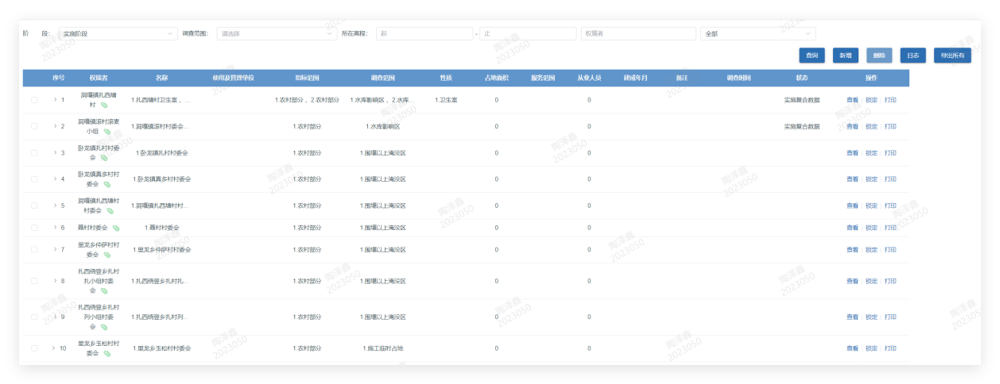 阶 段: 实施阶段 调查范围: 请选择 所在高程: 起 - 止 权属者 全部
查询 新增 删除 日志 导出所有
序号 权属者 名称 使用及管理单位 指标范围 调查范围 性质 占地面积 服务范围 从业人员 建成年月 备注 调查时间 状态 操作
1 洞嘎镇扎西塘村 1.扎西塘村卫生室 、... 1.农村部分 、2.农村部分 1.水库影响区 、2.水库... 1.卫生室 0 0 实施复合数据 查看 锁定 打印
2 洞嘎镇滚村滚麦小组 1.洞嘎镇滚村村委会... 1.农村部分 1.水库影响区 0 0 实施复合数据 查看 锁定 打印
3 卧龙镇扎村村委会 1.卧龙镇扎村村委会 1.农村部分 1.围堰以上淹没区 0 0 查看 锁定 打印
4 卧龙镇真多村村委会 1.卧龙镇真多村村委会 1.农村部分 1.围堰以上淹没区 0 0 查看 锁定 打印
5 洞嘎镇扎西塘村村委会 1.洞嘎镇扎西塘村村... 1.农村部分 1.围堰以上淹没区 0 0 查看 锁定 打印
6 聂村村委会 1.聂村村委会 1.农村部分 1.围堰以上淹没区 0 0 查看 锁定 打印
7 里龙乡仲萨村村委会 1.里龙乡仲萨村村委会 1.农村部分 1.围堰以上淹没区 0 0 查看 锁定 打印
8 扎西绕登乡扎村扎小组村委会 1.扎西绕登乡扎村扎... 1.农村部分 1.围堰以上淹没区 0 0 查看 锁定 打印
9 扎西绕登乡扎村列小组村委会 1.扎西绕登乡扎村列... 1.农村部分 1.围堰以上淹没区 0 0 查看 锁定 打印
10 里龙乡玉松村村委会 1.里龙乡玉松村村委会 1.农村部分 1.施工临时占地 0 0 查看 锁定 打印
陶泽鑫
2023050